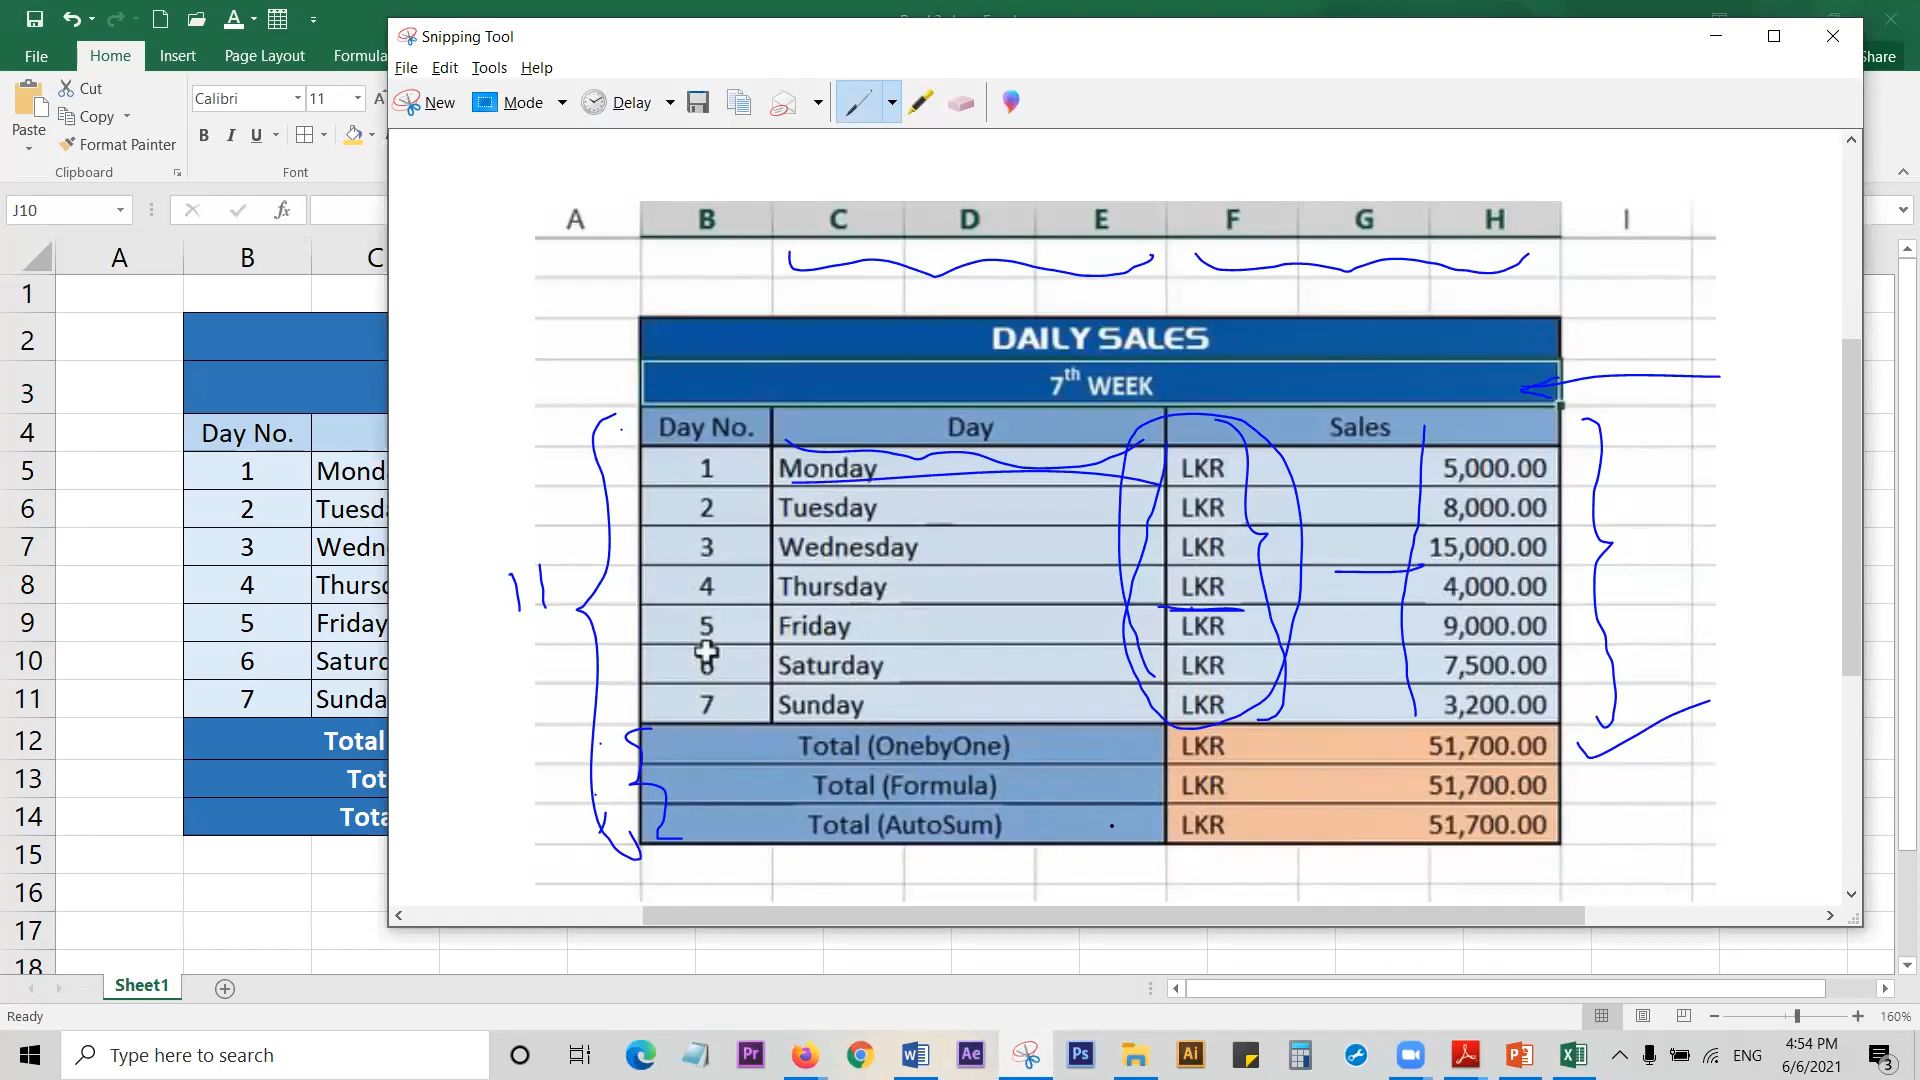 Snipping Tool
File Home Insert Page Layout Formula
Share
File Edit Tools Help
Cut
Copy
Format Painter
Paste
Clipboard
Calibri 11
B I U
Font
New Mode Delay
J10
A B C
1
2
3
4 Day No.
5 1 Mond
6 2 Tuesd
7 3 Wedn
8 4 Thurs
9 5 Friday
10 6 Satur
11 7 Sunda
12 Total
13 Tot
14 Tota
15
16
17
18
A B C D E F G H I
DAILY SALES
7th WEEK
Day No. Day Sales
1 Monday LKR 5,000.00
2 Tuesday LKR 8,000.00
3 Wednesday LKR 15,000.00
4 Thursday LKR 4,000.00
5 Friday LKR 9,000.00
6 Saturday LKR 7,500.00
7 Sunday LKR 3,200.00
Total (OnebyOne) LKR 51,700.00
Total (Formula) LKR 51,700.00
Total (AutoSum) LKR 51,700.00
11
Sheet1
Ready
160%
Type here to search
Pr
Ae
Ps
Ai
ENG
4:54 PM
6/6/2021
3